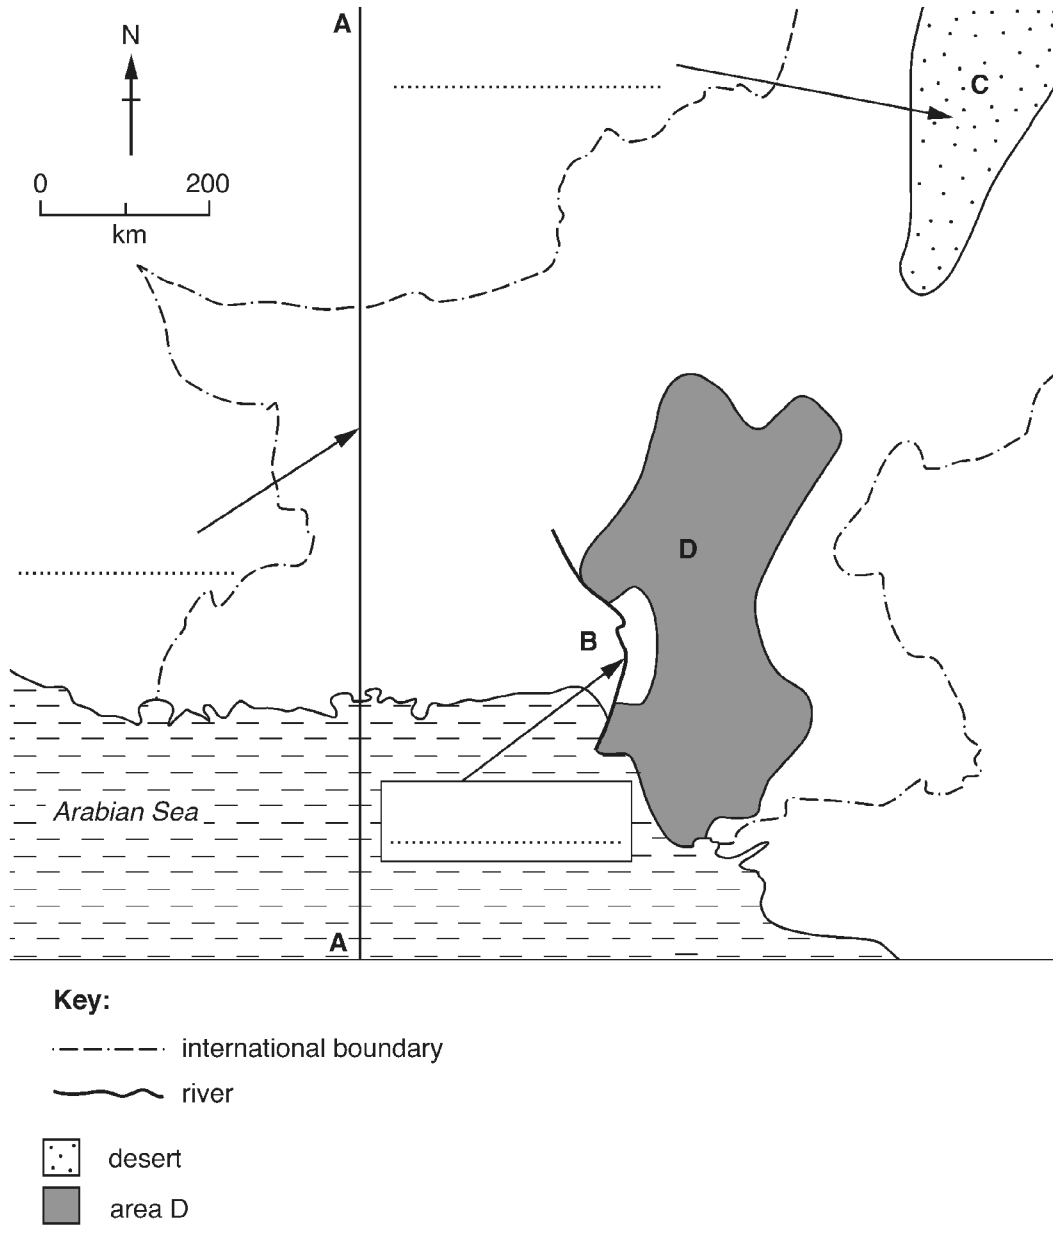 A
N
C
0 200
km
D
B
Arabian Sea
A
Key:
international boundary
river
desert
area D